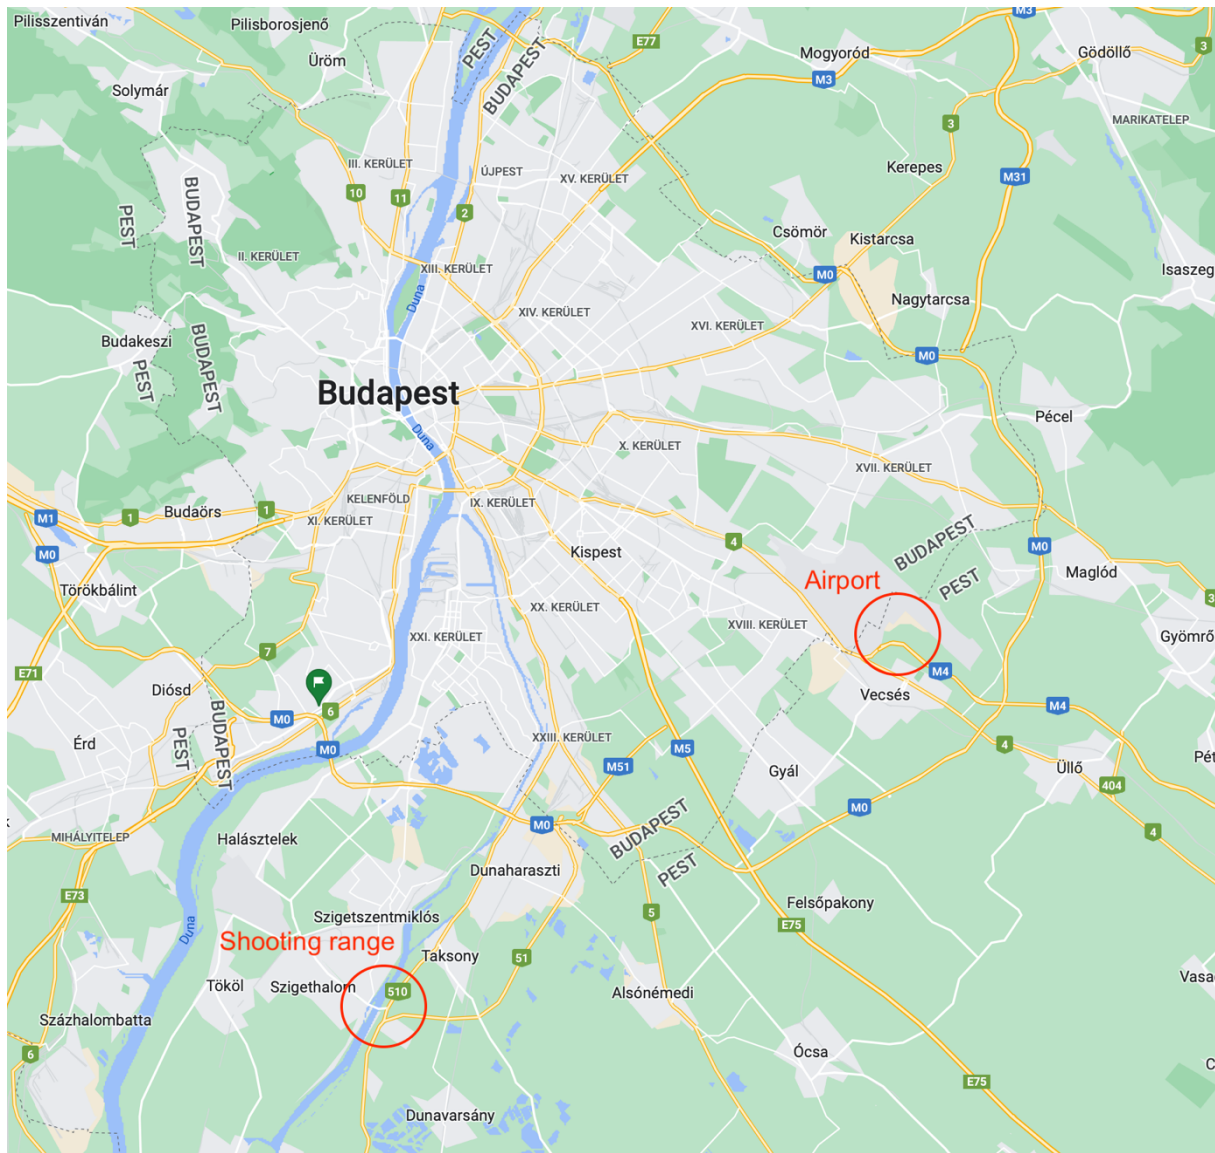 Pilisszentiván
Pilisborosjenő
PEST
BUDAPEST
E77
M3
Mogyoród
M3
Gödöllő
3
Üröm
Solymár
3
MARIKATELEP
III. KERÜLET
ÚJPEST
XV. KERÜLET
Kerepes
M31
10
11
2
BUDAPEST
PEST
Csömör
Kistarcsa
II. KERÜLET
XIII. KERÜLET
M0
Isaszeg
Duna
XIV. KERÜLET
Nagytarcsa
XVI. KERÜLET
Budakeszi
BUDAPEST
PEST
M0
Budapest
Pécel
Duna
X. KERÜLET
XVII. KERÜLET
KELENFÖLD
IX. KERÜLET
M1
1
Budaörs
1
XI. KERÜLET
BUDAPEST
PEST
M0
Kispest
4
M0
Maglód
Törökbálint
Airport
3
XX. KERÜLET
XVIII. KERÜLET
XXI. KERÜLET
Gyömrő
7
E71
M4
Diósd
Vecsés
6
M0
M4
BUDAPEST
PEST
Érd
M0
XXIII. KERÜLET
M5
4
M51
Gyál
Üllő
Pét
404
M0
MIHÁLYITELEP
Halásztelek
M0
BUDAPEST
PEST
4
Dunaharaszti
E73
Felsőpakony
Szigetszentmiklós
5
E75
Duna
Shooting range
Taksony
51
Vasa
Tököl
Szigethalom
510
Alsónémedi
Százhalombatta
6
Ócsa
E75
Dunavarsány